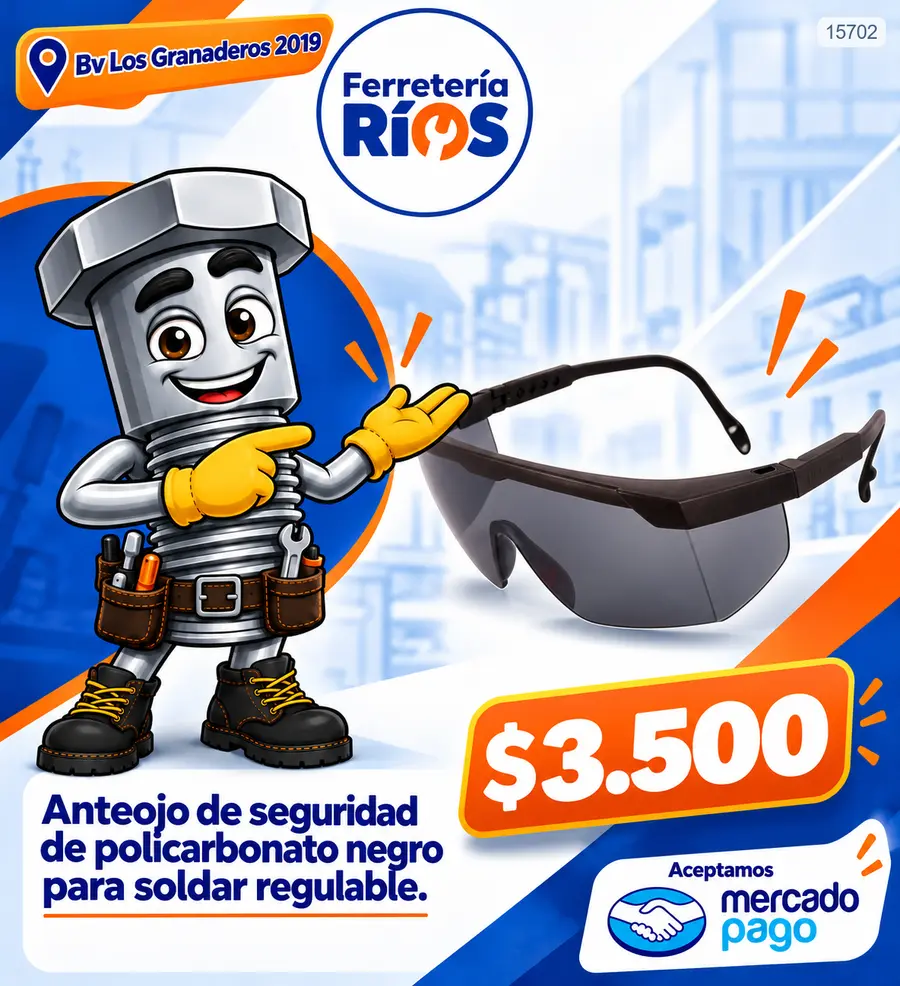 Bv Los Granaderos 2019
Ferretería
RÍOS
15702
$3.500
Anteojo de seguridad
de policarbonato negro
para soldar regulable.
Aceptamos
mercado
pago